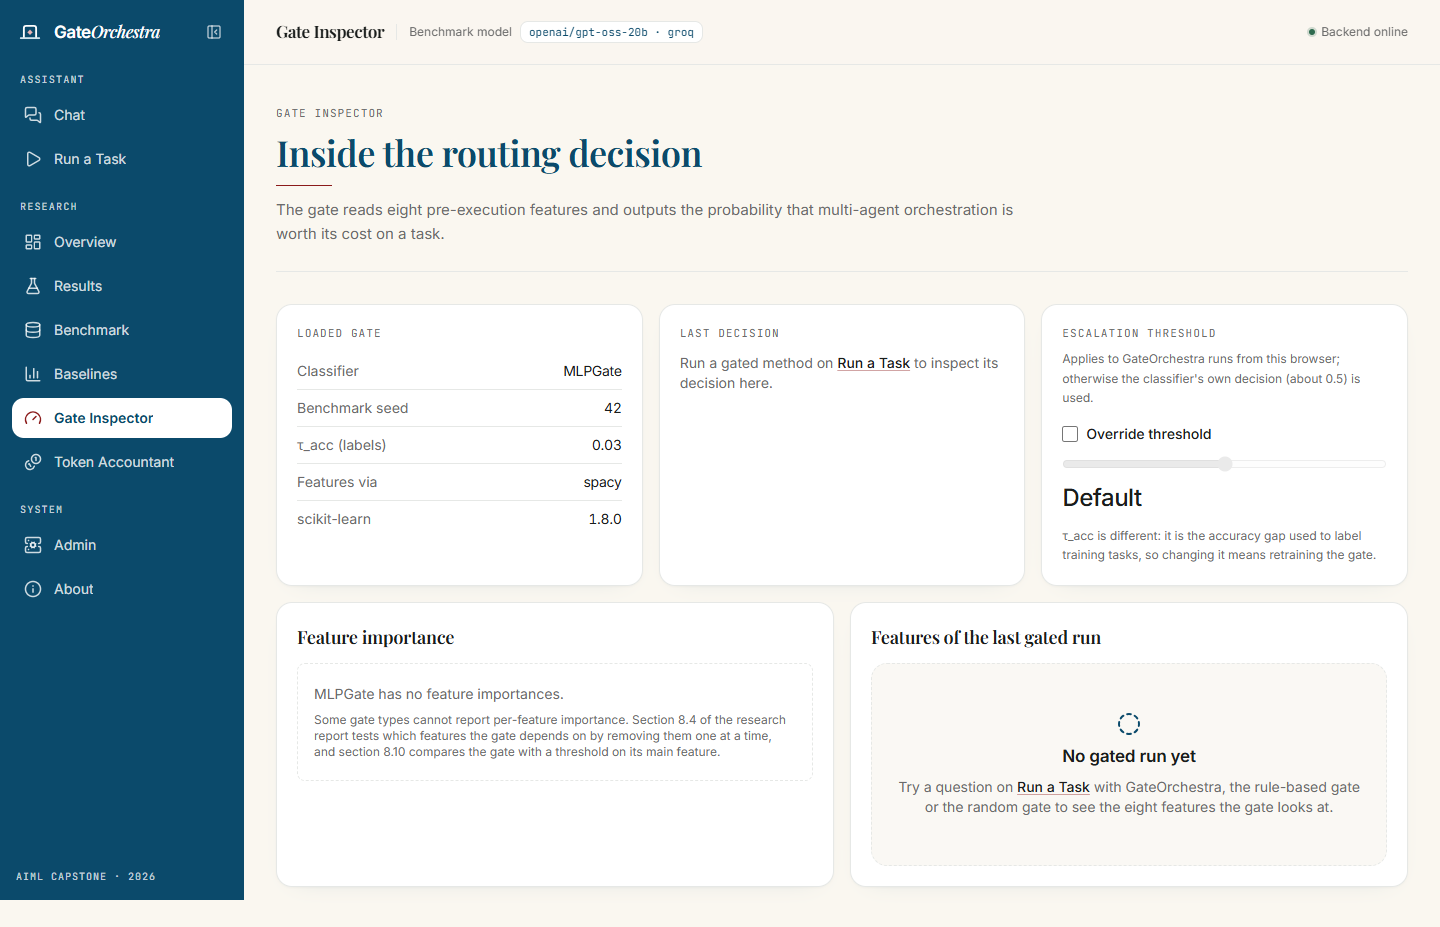 GateOrchestra
ASSISTANT
Chat
Run a Task
RESEARCH
Overview
Results
Benchmark
Baselines
Gate Inspector
Token Accountant
SYSTEM
Admin
About
AIML CAPSTONE · 2026
Gate Inspector
Benchmark model
openai/gpt-oss-20b · groq
Backend online
GATE INSPECTOR
Inside the routing decision
The gate reads eight pre-execution features and outputs the probability that multi-agent orchestration is
worth its cost on a task.
LOADED GATE
Classifier MLPGate
Benchmark seed 42
τ_acc (labels) 0.03
Features via spacy
scikit-learn 1.8.0
LAST DECISION
Run a gated method on Run a Task to inspect its
decision here.
ESCALATION THRESHOLD
Applies to GateOrchestra runs from this browser;
otherwise the classifier's own decision (about 0.5) is
used.
Override threshold
Default
τ_acc is different: it is the accuracy gap used to label
training tasks, so changing it means retraining the gate.
Feature importance
MLPGate has no feature importances.
Some gate types cannot report per-feature importance. Section 8.4 of the research
report tests which features the gate depends on by removing them one at a time,
and section 8.10 compares the gate with a threshold on its main feature.
Features of the last gated run
No gated run yet
Try a question on Run a Task with GateOrchestra, the rule-based gate
or the random gate to see the eight features the gate looks at.